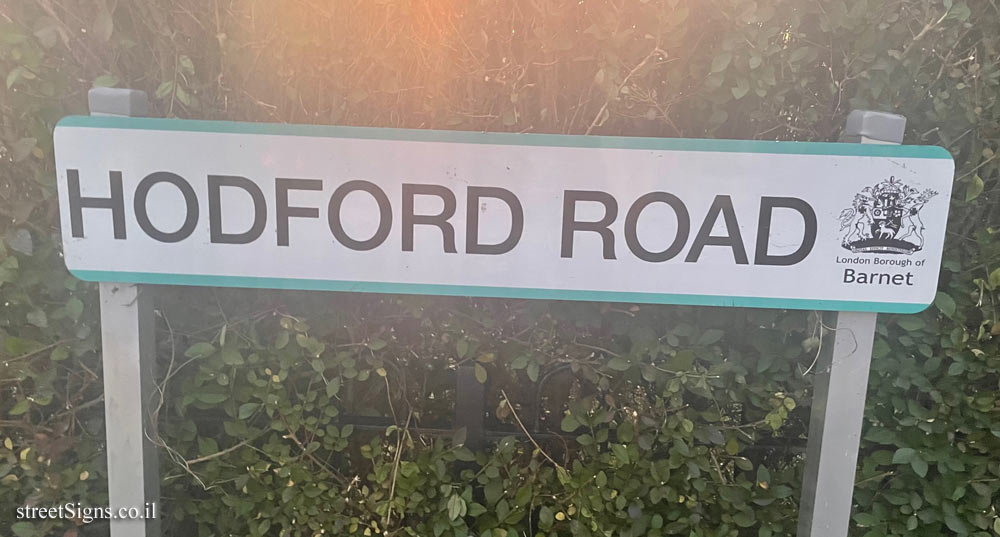 HODFORD ROAD
London Borough of
Barnet
streetSigns.co.il